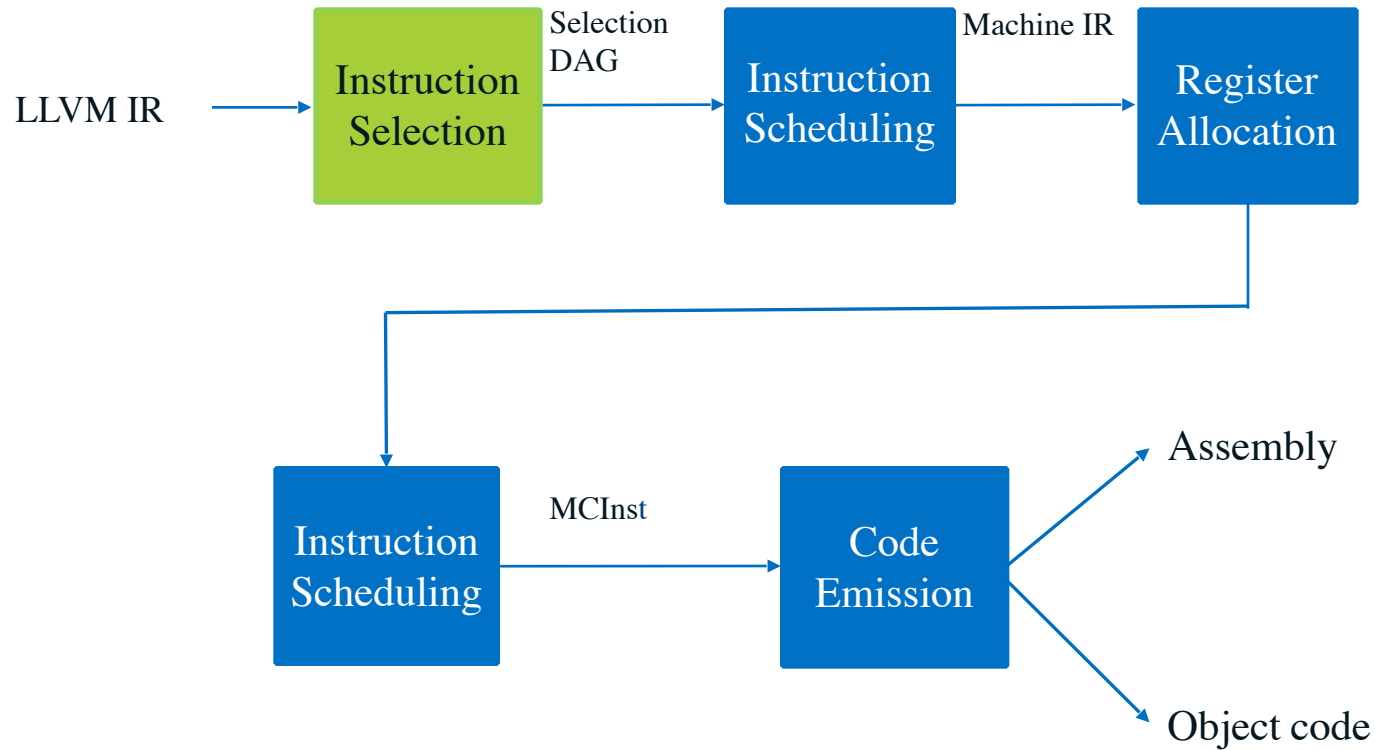 LLVM IR
Instruction
Selection
Selection
DAG
Instruction
Scheduling
Machine IR
Register
Allocation
Instruction
Scheduling
MCInst
Code
Emission
Assembly
Object code